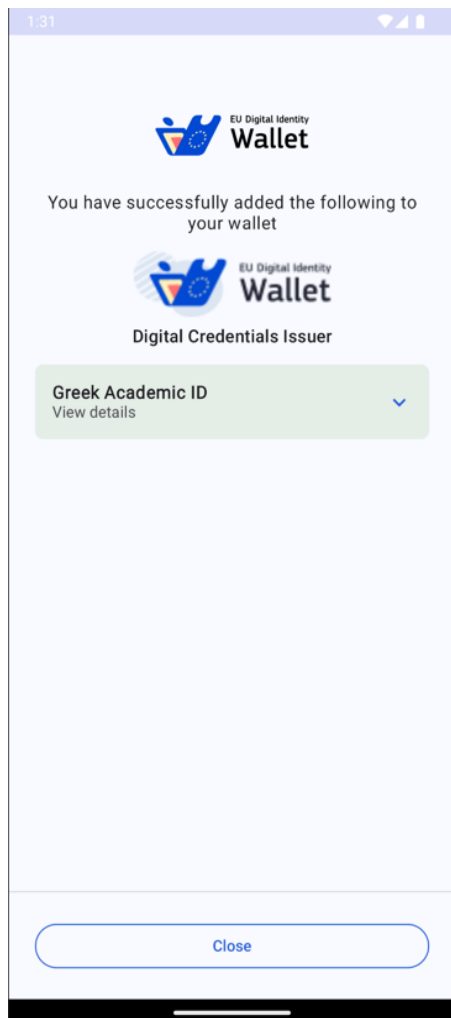 1:31
EU Digital Identity
Wallet
You have successfully added the following to
your wallet
EU Digital Identity
Wallet
Digital Credentials Issuer
Greek Academic ID
View details
Close